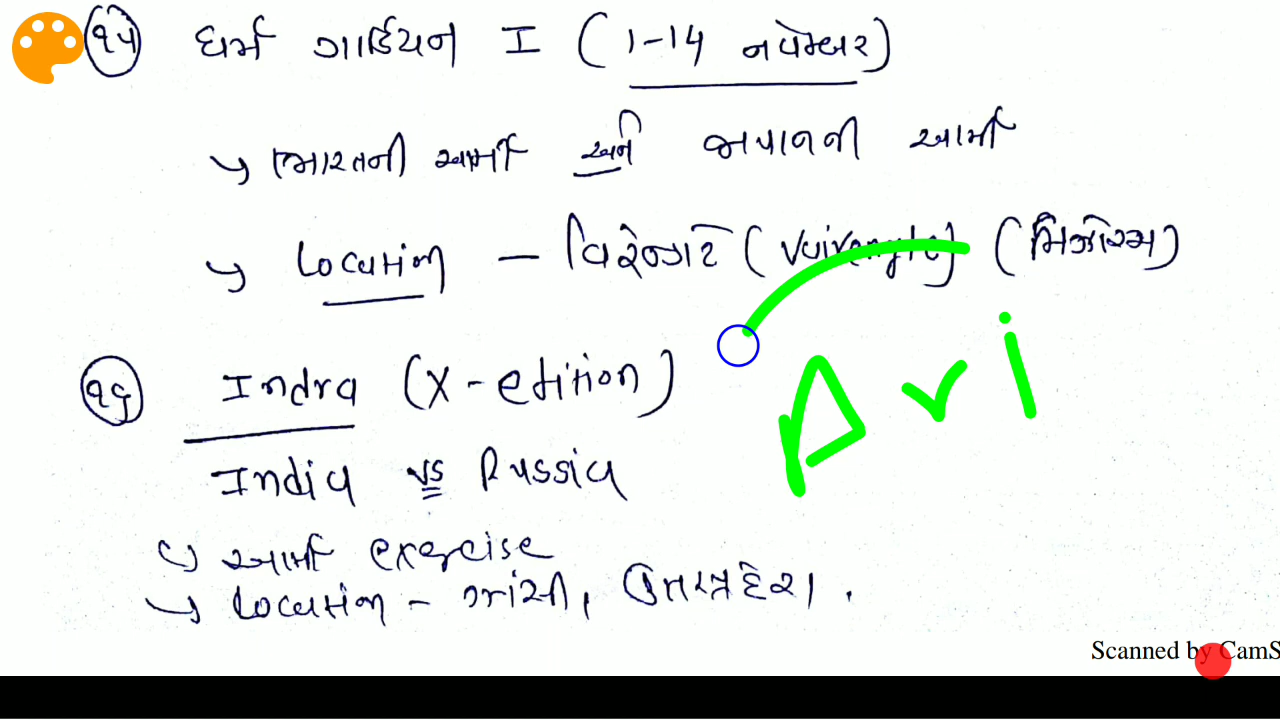 ૧૫ ધર્મ ગાર્ડિયન I (1-14 નવેમ્બર)
ભારતની આર્મી અને જાપાનની આર્મી
Location - વિરેન્ગટે (Vairengte) (મિઝોરમ)
૧૬ Indra (X-edition)
Avi
India vs Russia
આર્મી exercise
Location - ઝાંસી, ઉત્તરપ્રદેશ.
Scanned by CamS